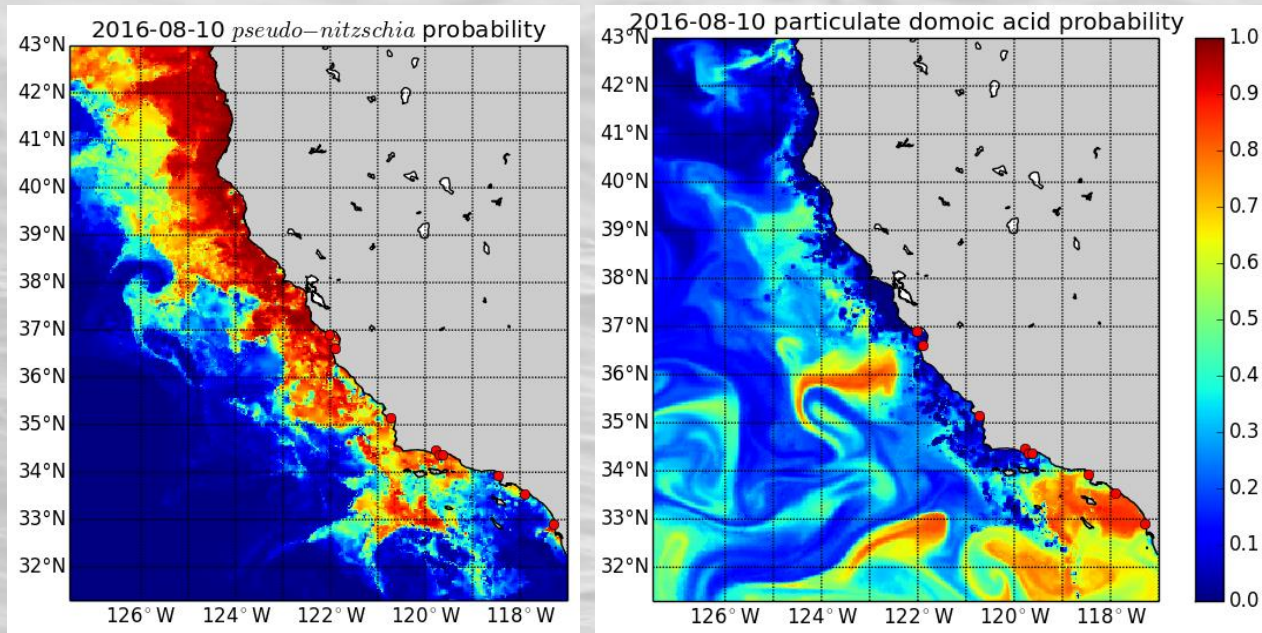 2016-08-10 pseudo−nitzschia probability
43°N
42°N
41°N
40°N
39°N
38°N
37°N
36°N
35°N
34°N
33°N
32°N
126°W 124°W 122°W 120°W 118°W
2016-08-10 particulate domoic acid probability
43°N
42°N
41°N
40°N
39°N
38°N
37°N
36°N
35°N
34°N
33°N
32°N
126°W 124°W 122°W 120°W 118°W
1.0
0.9
0.8
0.7
0.6
0.5
0.4
0.3
0.2
0.1
0.0